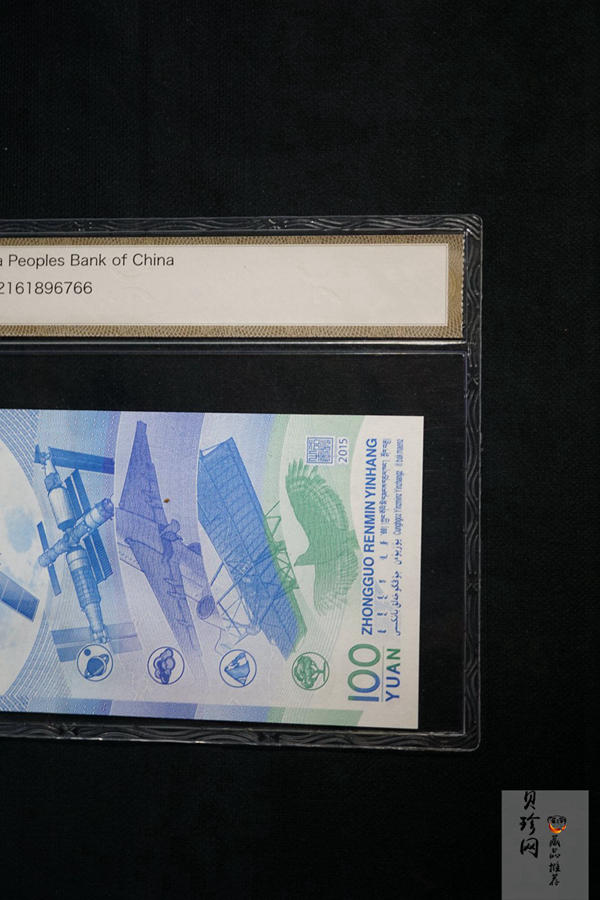 a Peoples Bank of China
2161896766
2015
ZHONGGUO RENMIN YINHANG
100
YUAN
贝珍网
藏品推荐